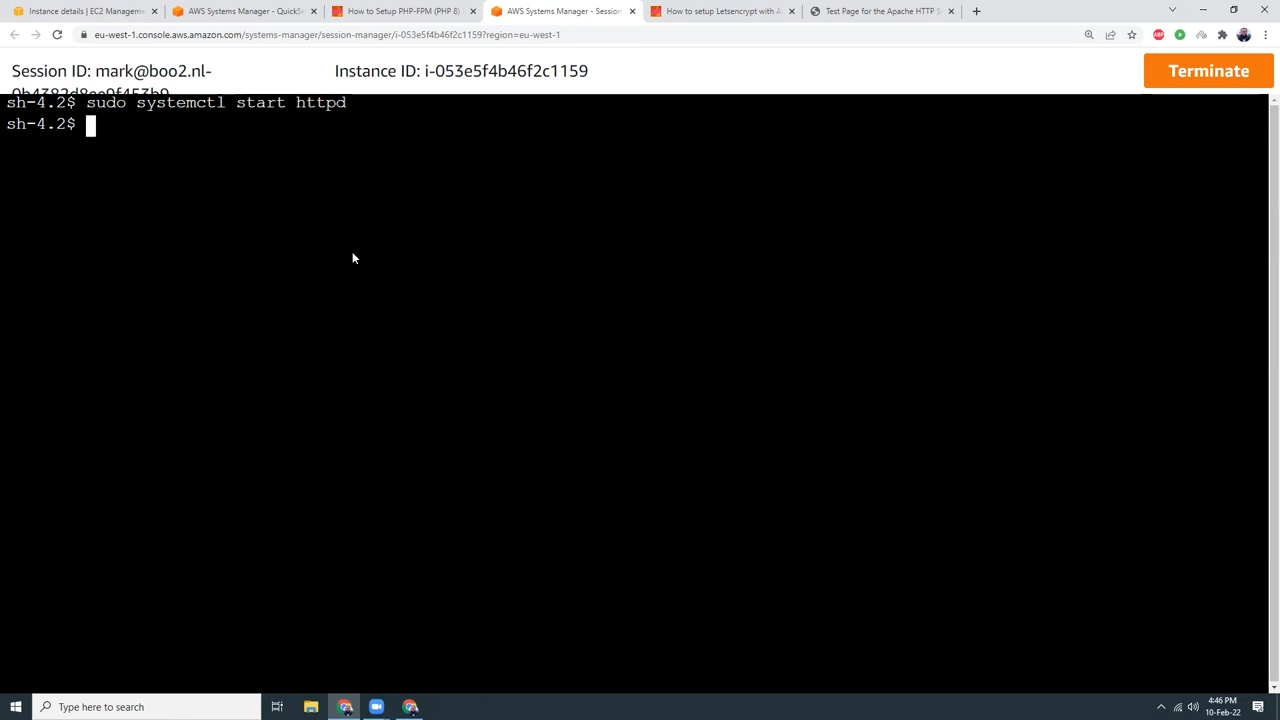 Instance details | EC2 Manageme
AWS Systems Manager - QuickSe
How to Setup PHP-FPM (PHP 8)
AWS Systems Manager - Session
How to setup Letsencrypt with A
Test Page for the Apache HTTP S
eu-west-1.console.aws.amazon.com/systems-manager/session-manager/i-053e5f4b46f2c1159?region=eu-west-1
ABP
Session ID: mark@boo2.nl-
Instance ID: i-053e5f4b46f2c1159
Terminate
sh-4.2$ sudo systemctl start httpd
sh-4.2$
Type here to search
4:46 PM
10-Feb-22